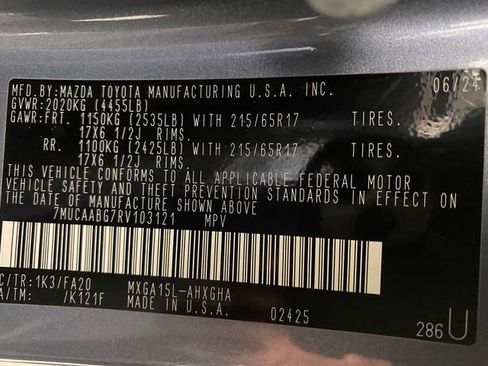 MFD. BY:MAZDA TOYOTA MANUFACTURING U.S.A. INC. 06/24
GVWR:2020KG (4455LB)
GAWR:FRT. 1150KG (2535LB) WITH 215/65R17 TIRES.
17X6 1/2J RIMS.
RR. 1100KG (2425LB) WITH 215/65R17 TIRES.
17X6 1/2J RIMS.
THIS VEHICLE CONFORMS TO ALL APPLICABLE FEDERAL MOTOR
VEHICLE SAFETY AND THEFT PREVENTION STANDARDS IN EFFECT ON
THE DATE OF MANUFACTURE SHOWN ABOVE.
7MUCAABG7RV103121 MPV
C/TR:1K3/FA20 MXGA15L-AHXGHA
A/TM: /K121F MADE IN U.S.A. 02425
286U